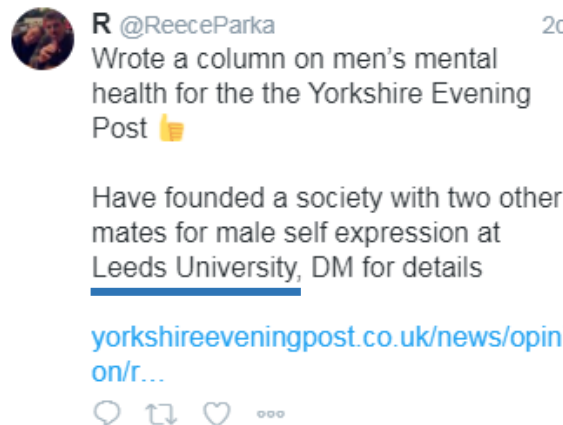 R @ReeceParka
Wrote a column on men's mental
health for the the Yorkshire Evening
Post 👍
Have founded a society with two other
mates for male self expression at
Leeds University, DM for details
yorkshireeveningpost.co.uk/news/opin
on/r…